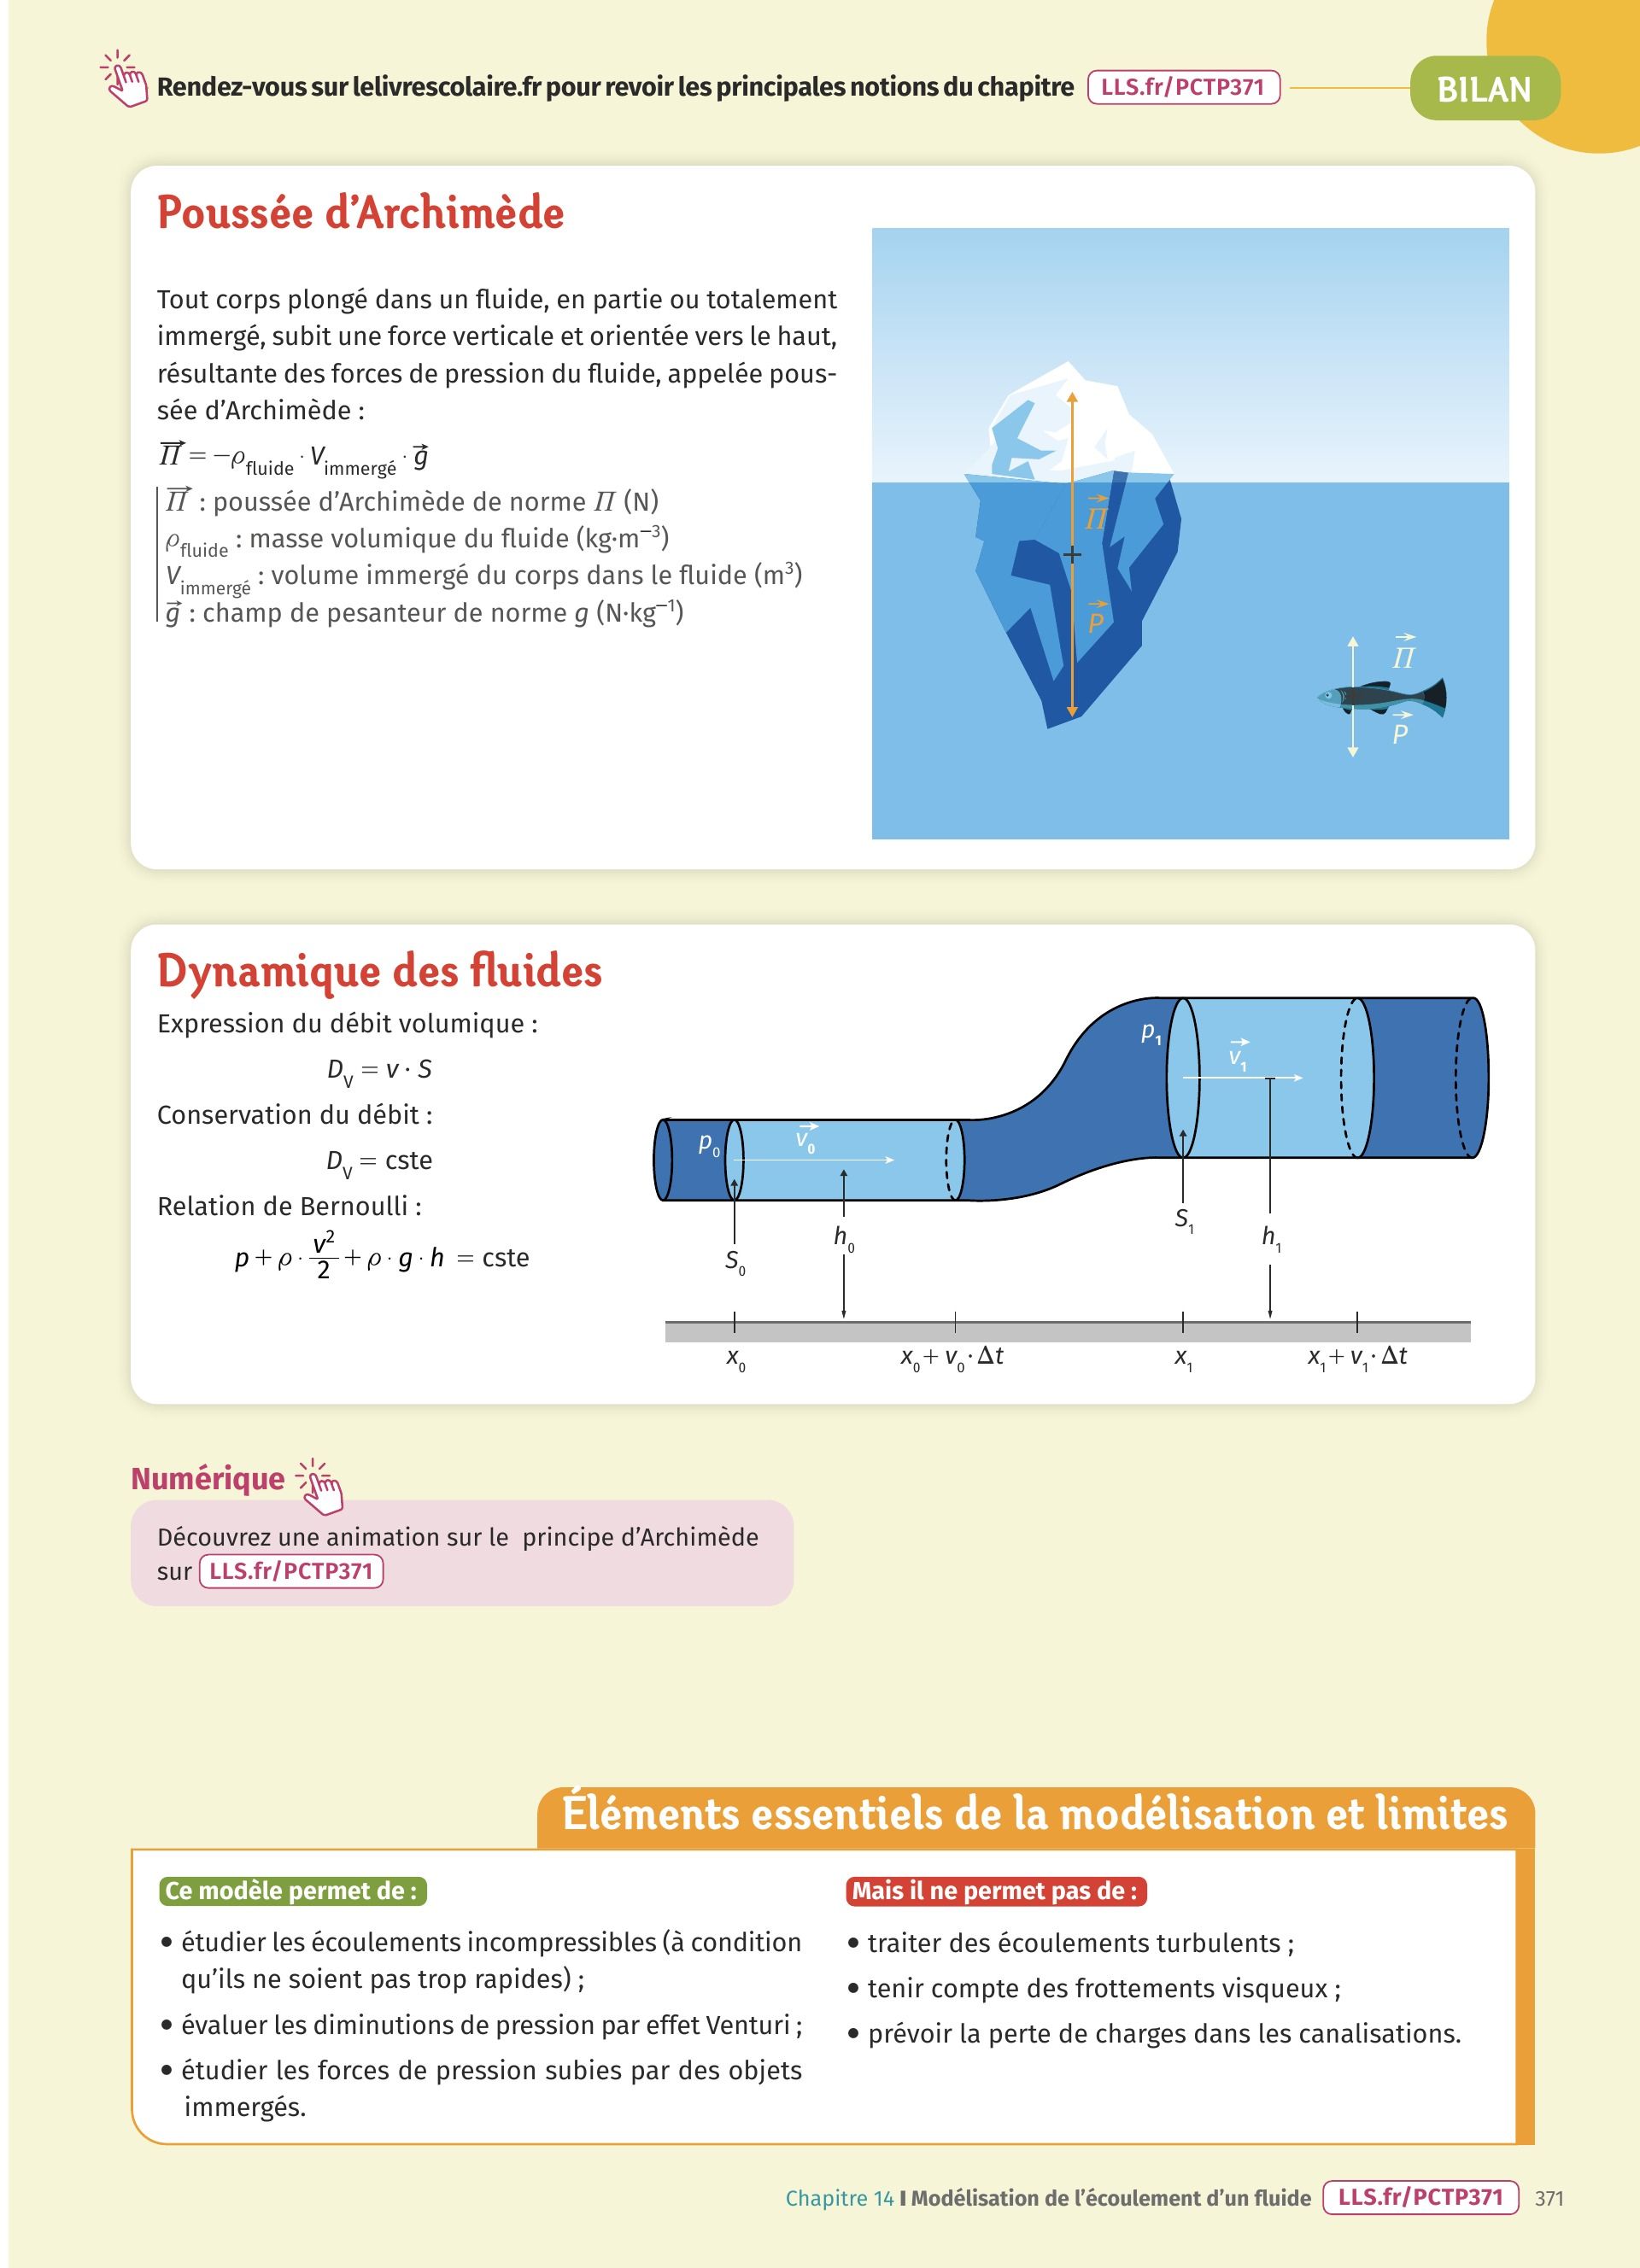 Rendez-vous sur lelivrescolaire.fr pour revoir les principales notions du chapitre LLS.fr/PCTP371
BILAN
Poussée d'Archimède
Tout corps plongé dans un fluide, en partie ou totalement
immergé, subit une force verticale et orientée vers le haut,
résultante des forces de pression du fluide, appelée pous-
sée d'Archimède :
$\vec{\Pi} = -\rho_{\text{fluide}} \cdot V_{\text{immergé}} \cdot \vec{g}$
$\vec{\Pi}$ : poussée d'Archimède de norme $\Pi$ (N)
$\rho_{\text{fluide}}$ : masse volumique du fluide (kg·m⁻³)
$V_{\text{immergé}}$ : volume immergé du corps dans le fluide (m³)
$\vec{g}$ : champ de pesanteur de norme g (N·kg⁻¹)
$\vec{\Pi}$
$\vec{P}$
$\vec{\Pi}$
$\vec{P}$
Dynamique des fluides
Expression du débit volumique :
$D_V = v \cdot S$
Conservation du débit :
$D_V$ = cste
Relation de Bernoulli :
$p + \rho \cdot \frac{v^2}{2} + \rho \cdot g \cdot h$ = cste
$p_1$
$\vec{v_1}$
$p_0$
$\vec{v_0}$
$S_0$
$h_0$
$S_1$
$h_1$
$x_0$
$x_0 + v_0 \cdot \Delta t$
$x_1$
$x_1 + v_1 \cdot \Delta t$
Numérique
Découvrez une animation sur le principe d'Archimède
sur LLS.fr/PCTP371
Éléments essentiels de la modélisation et limites
Ce modèle permet de :
• étudier les écoulements incompressibles (à condition
qu'ils ne soient pas trop rapides) ;
• évaluer les diminutions de pression par effet Venturi ;
• étudier les forces de pression subies par des objets
immergés.
Mais il ne permet pas de :
• traiter des écoulements turbulents ;
• tenir compte des frottements visqueux ;
• prévoir la perte de charges dans les canalisations.
Chapitre 14 I Modélisation de l'écoulement d'un fluide LLS.fr/PCTP371 371